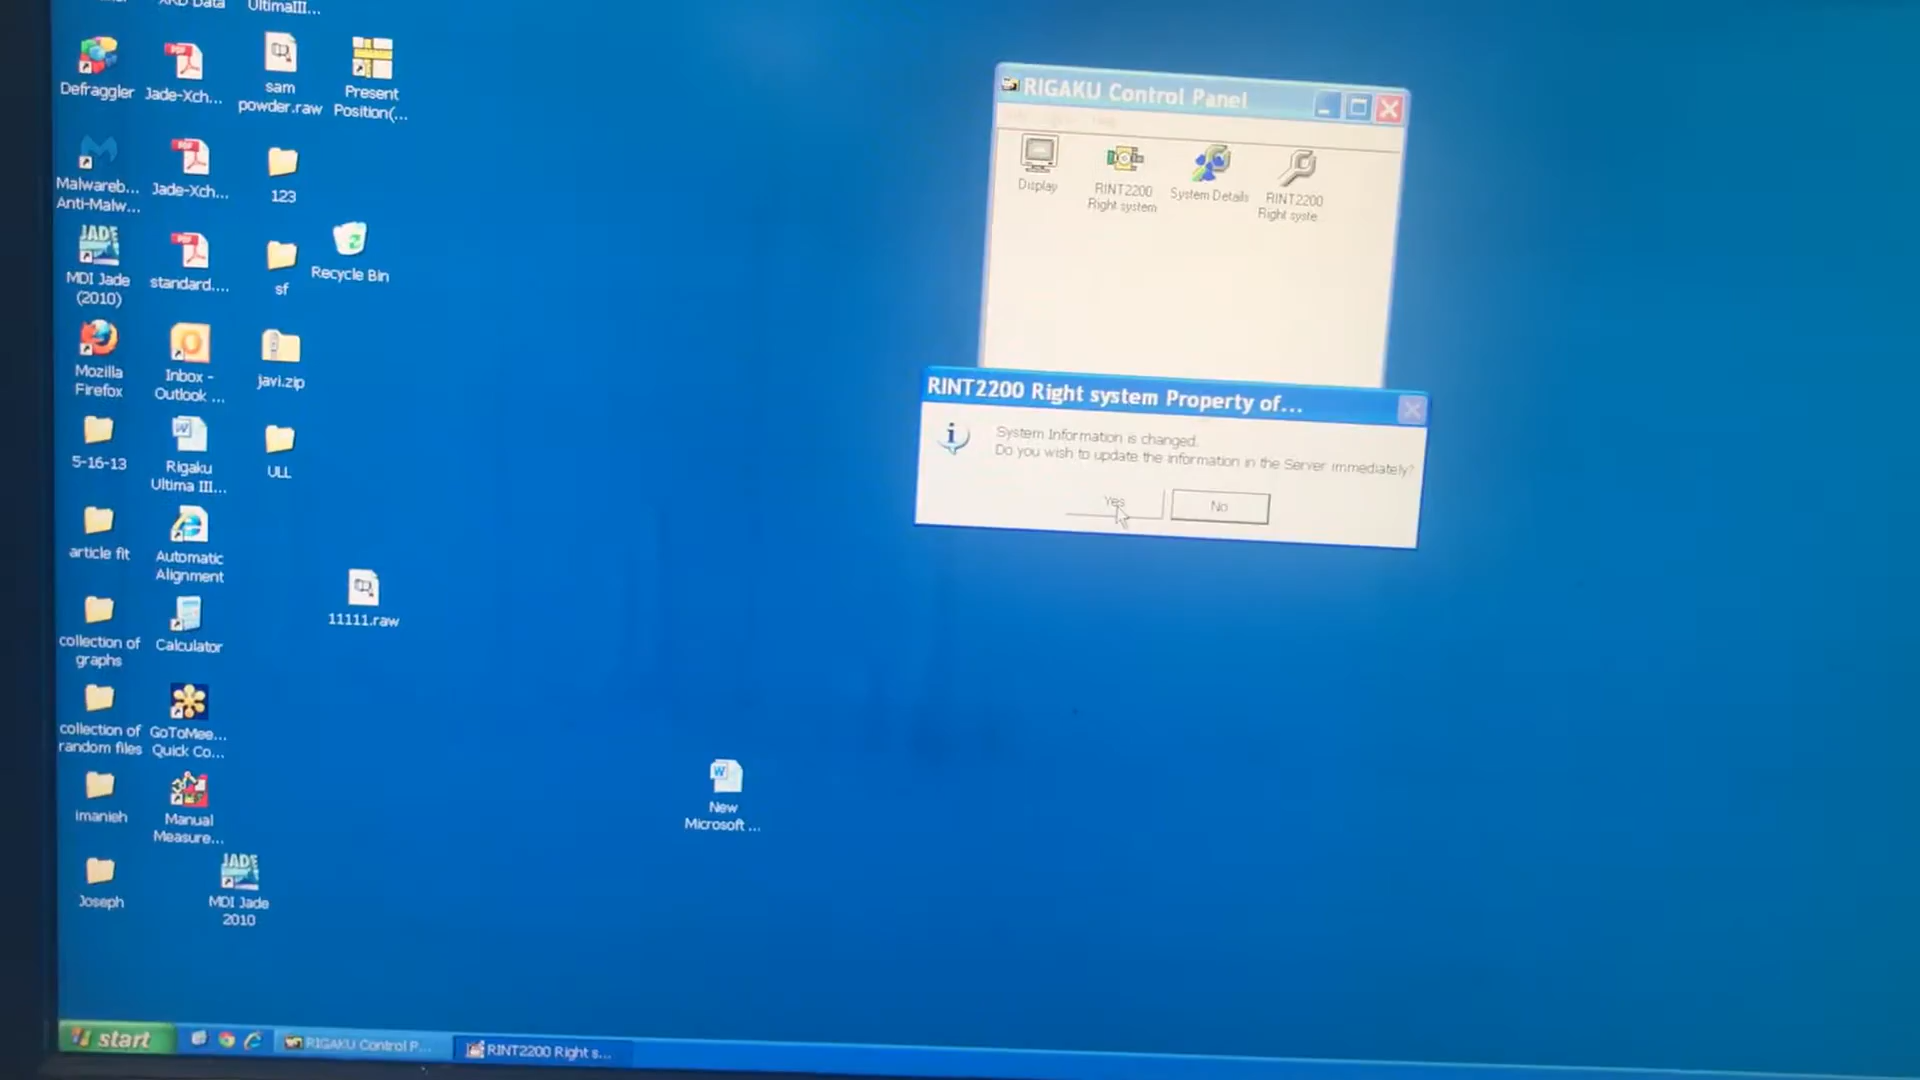 XRD Data
UltimaIII...
Defraggler
Jade-Xch...
sam
powder.raw
Present
Position(...
Malwareb...
Anti-Malw...
Jade-Xch...
123
JADE
MDI Jade
(2010)
standard....
sf
Recycle Bin
Mozilla
Firefox
Inbox -
Outlook ...
javi.zip
5-16-13
Rigaku
Ultima III...
ULL
article fit
Automatic
Alignment
11111.raw
collection of
graphs
Calculator
collection of
random files
GoToMee...
Quick Co...
imanieh
Manual
Measure...
Joseph
JADE
MDI Jade
2010
New
Microsoft ...
RIGAKU Control Panel
Display
RINT2200
Right system
System Details
RINT2200
Right syste
RINT2200 Right system Property of...
System Information is changed.
Do you wish to update the information in the Server immediately?
Yes
No
start
RIGAKU Control P...
RINT2200 Right s...